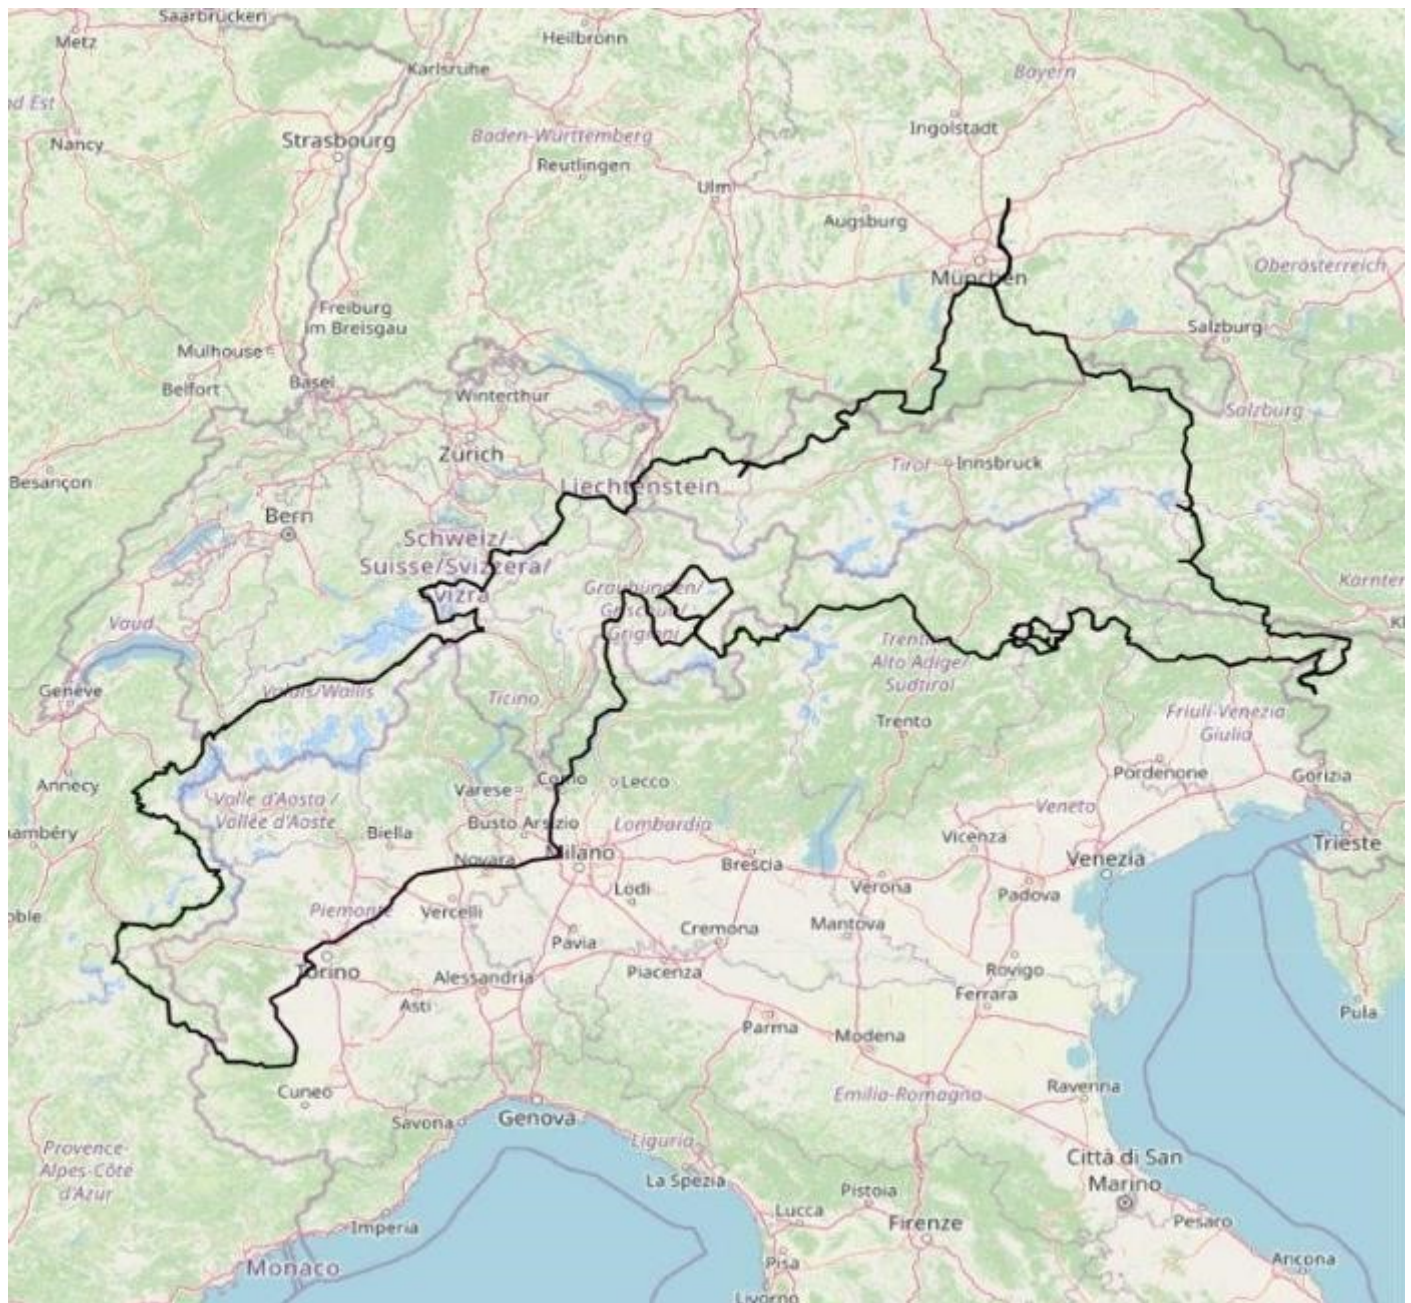 Saarbrücken
Metz
Heilbronn
Karlsruhe
Bayern
nd Est
Ingolstadt
Nancy
Strasbourg
Baden-Württemberg
Reutlingen
Ulm
Augsburg
München
Oberösterreich
Freiburg
im Breisgau
Salzburg
Mulhouse
Basel
Belfort
Winterthur
Salzburg
Zürich
Tirol
Innsbruck
Besançon
Liechtenstein
Bern
Schweiz/
Suisse/Svizzera/
Svizra
Graubünden/
Grischun/
Grigioni
Kärnten
Kl
Vaud
Trentino-
Alto Adige/
Südtirol
Genève
Valais/Wallis
Ticino
Trento
Friuli-Venezia
Giulia
Annecy
Como
Lecco
Pordenone
Gorizia
Varese
Valle d'Aosta /
Vallée d'Aoste
Veneto
hambéry
Biella
Busto Arsizio
Lombardia
Vicenza
Trieste
Novara
Milano
Brescia
Venezia
Lodi
Verona
Padova
oble
Piemonte
Vercelli
Mantova
Cremona
Pavia
Torino
Alessandria
Piacenza
Rovigo
Ferrara
Asti
Pula
Parma
Modena
Cuneo
Emilia-Romagna
Ravenna
Savona
Genova
Liguria
Provence-
Alpes-Côte
d'Azur
Città di San
Marino
La Spezia
Pistoia
Lucca
Firenze
Pesaro
Imperia
Monaco
Pisa
Ancona
Livorno